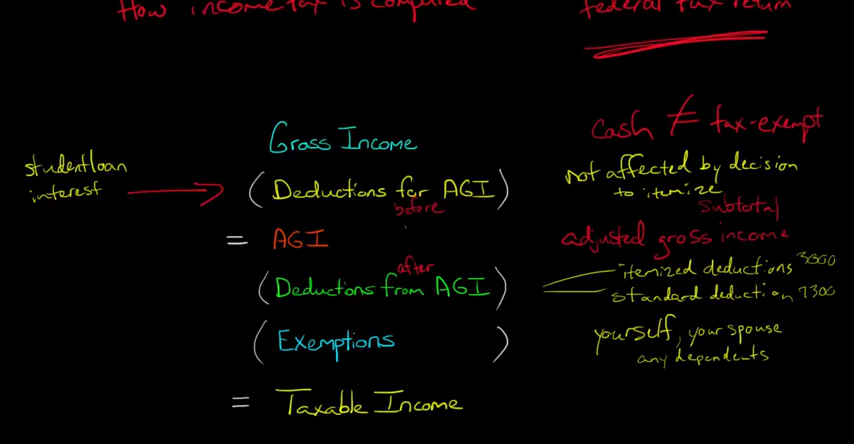 How income tax is computed
federal tax return
cash ≠ tax-exempt
Gross Income
student loan
interest
(Deductions for AGI)
before
not affected by decision
to itemize
= AGI
subtotal
adjusted gross income
after
(Deductions from AGI)
itemized deductions 3000
standard deduction 7300
(Exemptions)
yourself, your spouse
any dependents
= Taxable Income